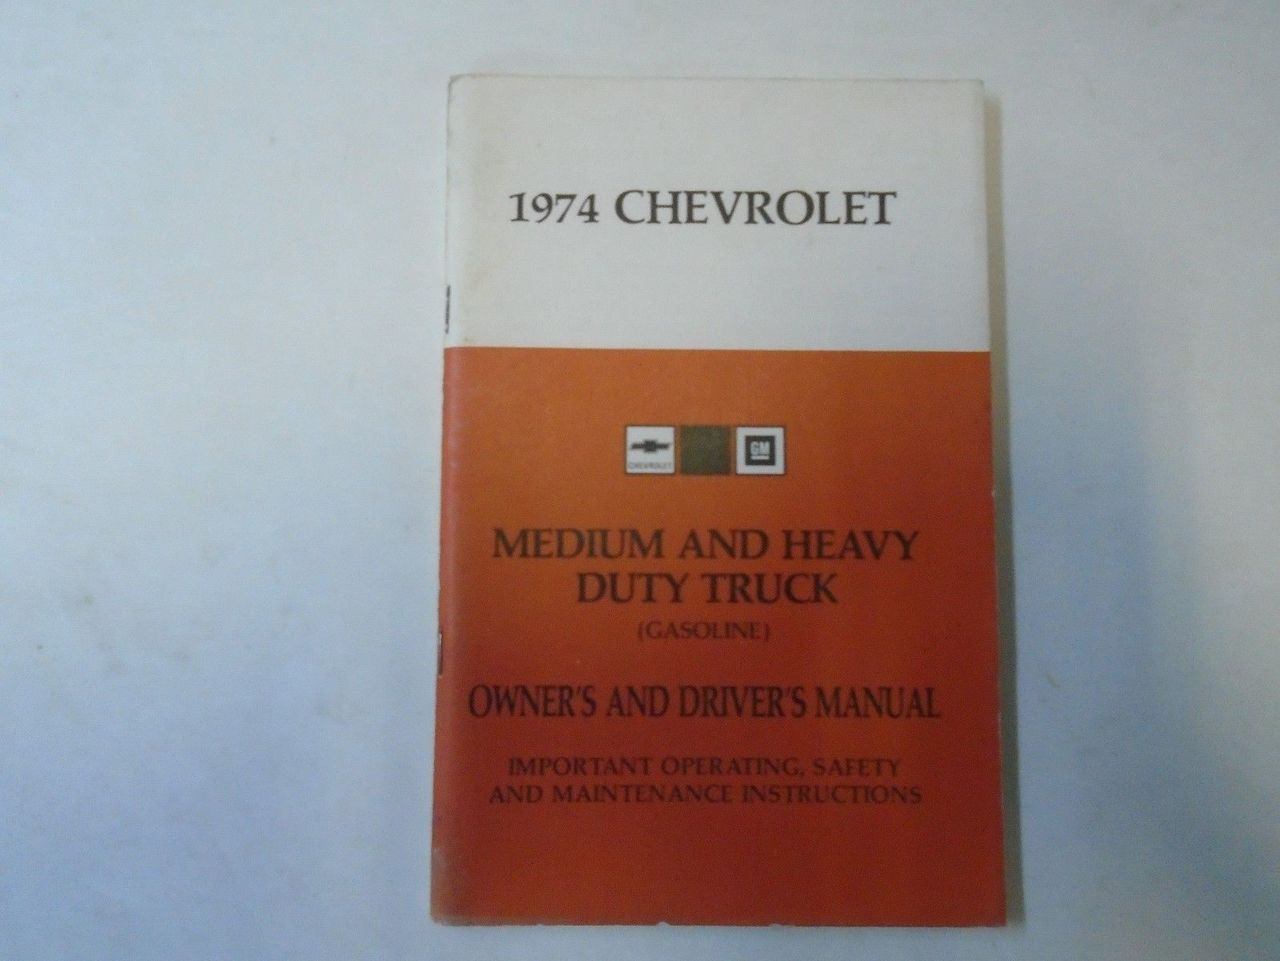 1974 CHEVROLET
CHEVROLET
GM
MEDIUM AND HEAVY
DUTY TRUCK
(GASOLINE)
OWNER'S AND DRIVER'S MANUAL
IMPORTANT OPERATING, SAFETY
AND MAINTENANCE INSTRUCTIONS